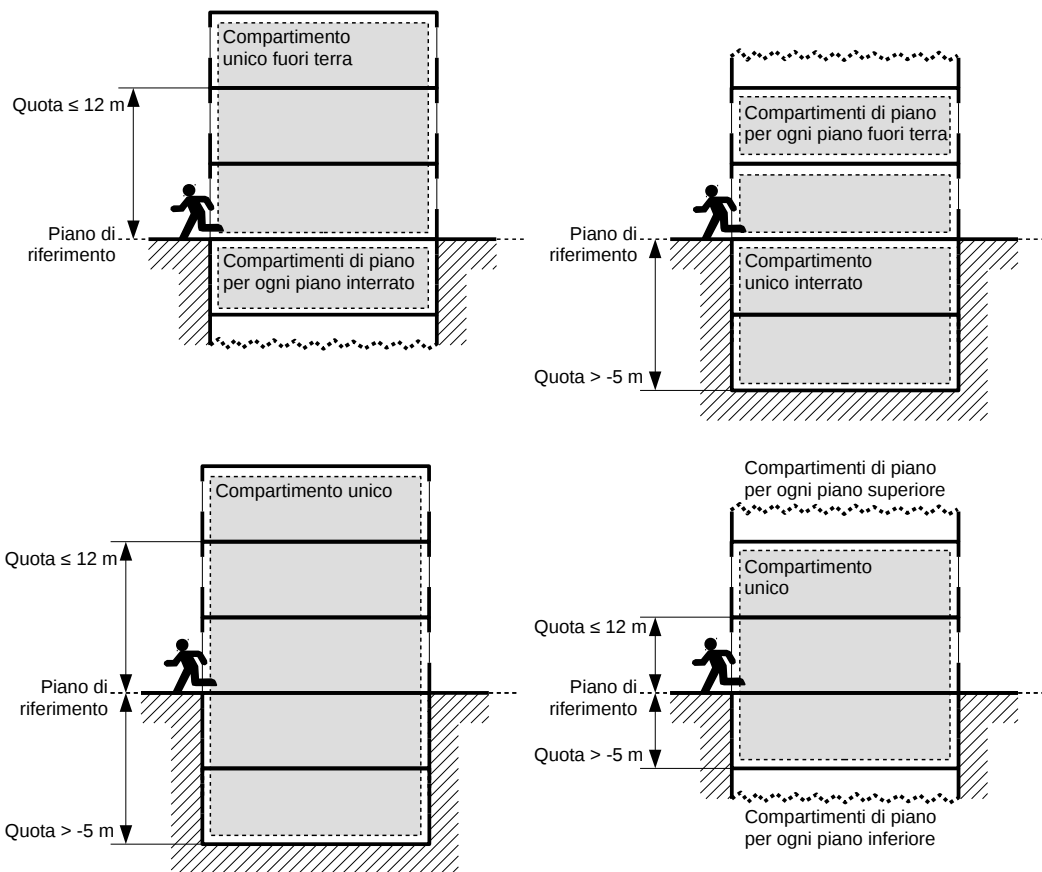 Compartimento
unico fuori terra
Quota ≤ 12 m
Piano di
riferimento
Compartimenti di piano
per ogni piano interrato
Compartimenti di piano
per ogni piano fuori terra
Piano di
riferimento
Compartimento
unico interrato
Quota > -5 m
Compartimento unico
Quota ≤ 12 m
Piano di
riferimento
Quota > -5 m
Compartimenti di piano
per ogni piano superiore
Compartimento
unico
Quota ≤ 12 m
Piano di
riferimento
Quota > -5 m
Compartimenti di piano
per ogni piano inferiore